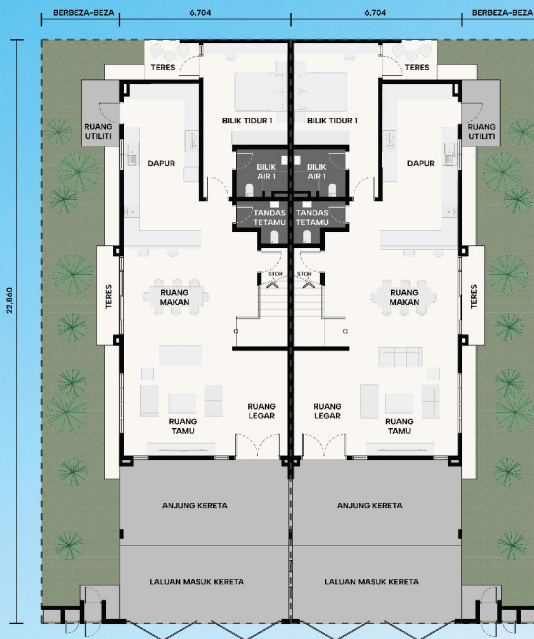 BERBEZA-BEZA 6,704 6,704 BERBEZA-BEZA
22,860
TERES TERES
BILIK TIDUR 1 BILIK TIDUR 1
RUANG
UTILITI
RUANG
UTILITI
DAPUR DAPUR
BILIK
AIR 1
BILIK
AIR 1
TANDAS
TETAMU
TANDAS
TETAMU
STOR STOR
TERES TERES
RUANG
MAKAN
RUANG
MAKAN
RUANG
TAMU
RUANG
LEGAR
RUANG
LEGAR
RUANG
TAMU
ANJUNG KERETA ANJUNG KERETA
LALUAN MASUK KERETA LALUAN MASUK KERETA